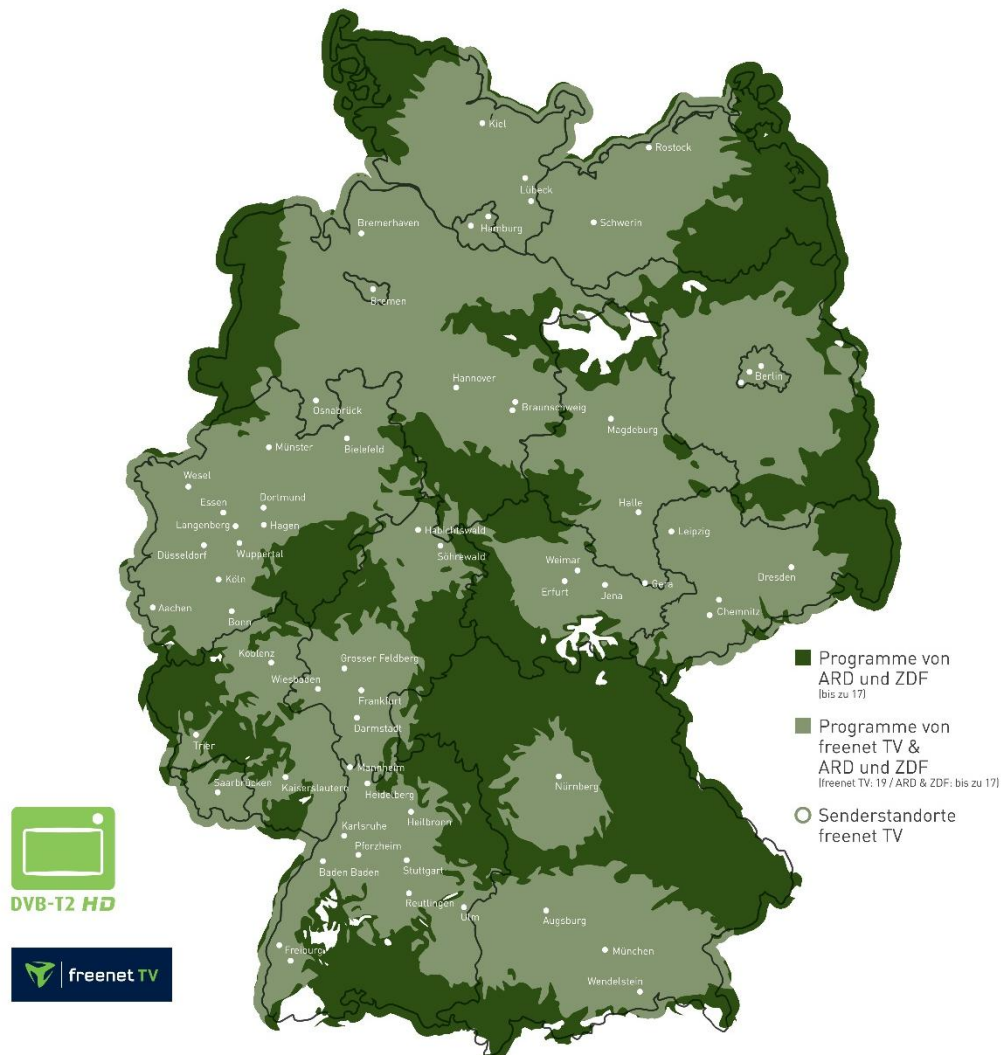 Kiel
Rostock
Lübeck
Bremerhaven
Hamburg
Schwerin
Bremen
Hannover
Berlin
Osnabrück
Braunschweig
Magdeburg
Münster
Bielefeld
Wesel
Essen
Dortmund
Halle
Langenberg
Hagen
Habichtswald
Leipzig
Düsseldorf
Wuppertal
Söhrewald
Weimar
Köln
Erfurt
Jena
Gera
Dresden
Aachen
Bonn
Chemnitz
Koblenz
Grosser Feldberg
Wiesbaden
Frankfurt
Darmstadt
Trier
Mannheim
Saarbrücken
Kaiserslautern
Heidelberg
Nürnberg
Heilbronn
Karlsruhe
Pforzheim
Baden Baden
Stuttgart
Reutlingen
Ulm
Augsburg
Freiburg
München
Wendelstein
Programme von
ARD und ZDF
(bis zu 17)
Programme von
freenet TV &
ARD und ZDF
(freenet TV: 19 / ARD & ZDF: bis zu 17)
Senderstandorte
freenet TV
DVB-T2 HD
freenet TV